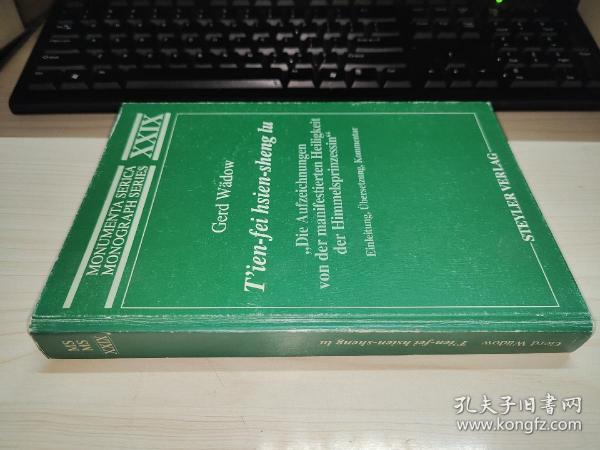 MONUMENTA SERICA
MONOGRAPH SERIES
XXIX
Gerd Wädow
T'ien-fei hsien-sheng lu
„Die Aufzeichnungen
von der manifestierten Heiligkeit
der Himmelsprinzessin“
Einleitung, Übersetzung, Kommentar
STEYLER VERLAG
MS
MS
XXIX
Gerd Wädow T'ien-fei hsien-sheng lu
孔夫子旧书网
www.kongfz.com